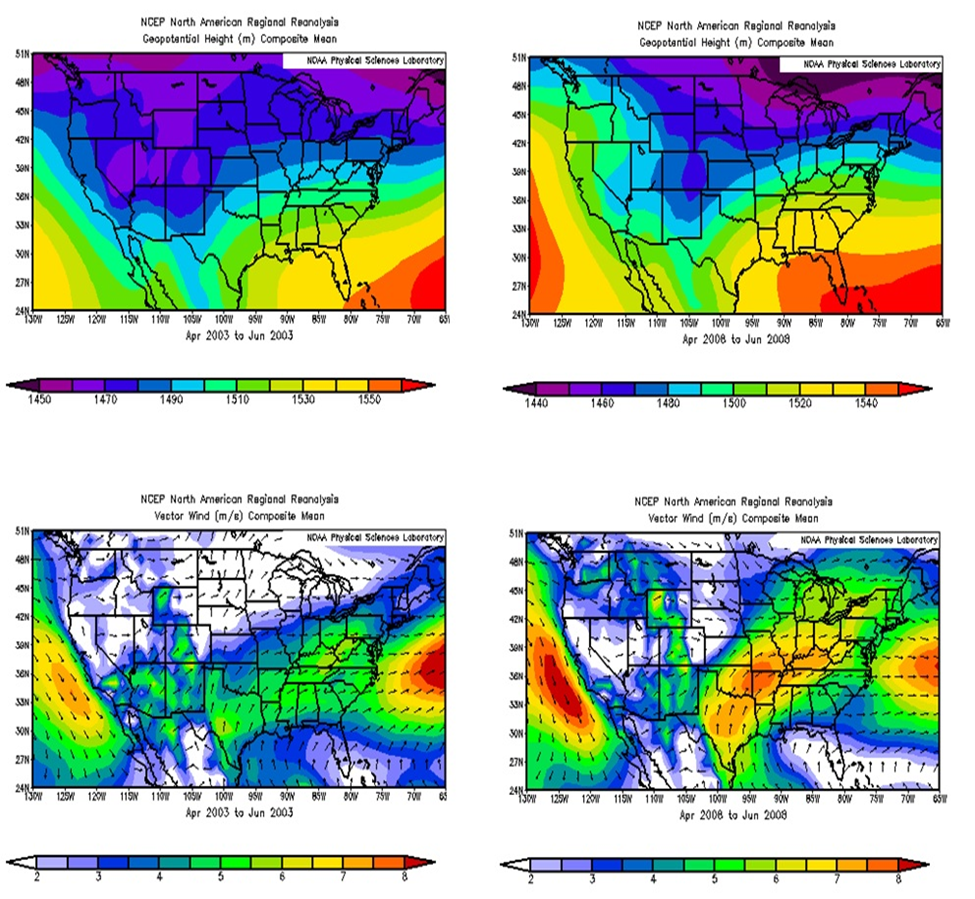 NCEP North American Regional Reanalysis
Geopotential Height (m) Composite Mean
NOAA Physical Sciences Laboratory
51N
48N
45N
42N
39N
36N
33N
30N
27N
24N
130W 125W 120W 115W 110W 105W 100W 95W 90W 85W 80W 75W 70W 65
Apr 2003 to Jun 2003
1450 1470 1490 1510 1530 1550
NCEP North American Regional Reanalysis
Geopotential Height (m) Composite Mean
NOAA Physical Sciences Laboratory
51N
48N
45N
42N
39N
36N
33N
30N
27N
24N
130W 125W 120W 115W 110W 105W 100W 95W 90W 85W 80W 75W 70W 65W
Apr 2008 to Jun 2008
1440 1460 1480 1500 1520 1540
NCEP North American Regional Reanalysis
Vector Wind (m/s) Composite Mean
NOAA Physical Sciences Laboratory
51N
48N
45N
42N
39N
36N
33N
30N
27N
24N
130W 125W 120W 115W 110W 105W 100W 95W 90W 85W 80W 75W 70W 65
Apr 2003 to Jun 2003
2 3 4 5 6 7 8
NCEP North American Regional Reanalysis
Vector Wind (m/s) Composite Mean
NOAA Physical Sciences Laboratory
51N
48N
45N
42N
39N
36N
33N
30N
27N
24N
130W 125W 120W 115W 110W 105W 100W 95W 90W 85W 80W 75W 70W 65W
Apr 2008 to Jun 2008
2 3 4 5 6 7 8